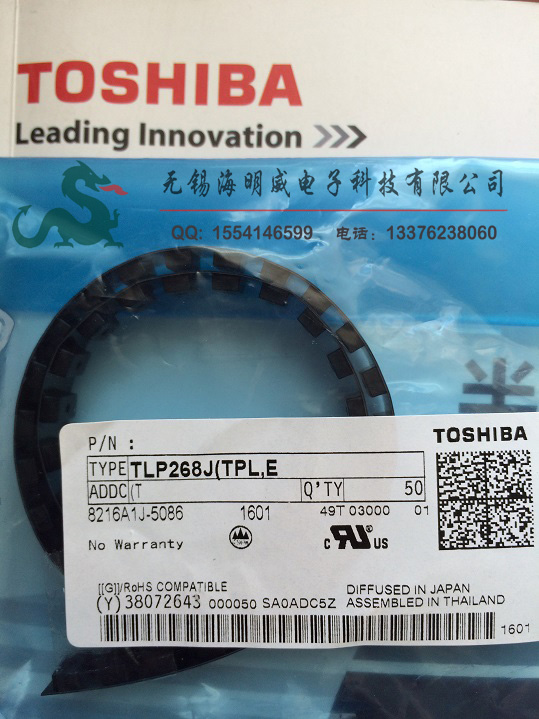 TOSHIBA
Leading Innovation >>>
无锡海明威电子科技有限公司
QQ: 1554146599 电话: 13376238060
P/N :
TOSHIBA
TYPE TLP268J(TPL,E
ADDC (T Q'TY 50
8216A1J-5086 1601 49T 03000 01
No Warranty
C UR US
[[G]]/RoHS COMPATIBLE DIFFUSED IN JAPAN
(Y) 38072643 000050 SA0ADC5Z ASSEMBLED IN THAILAND
1601